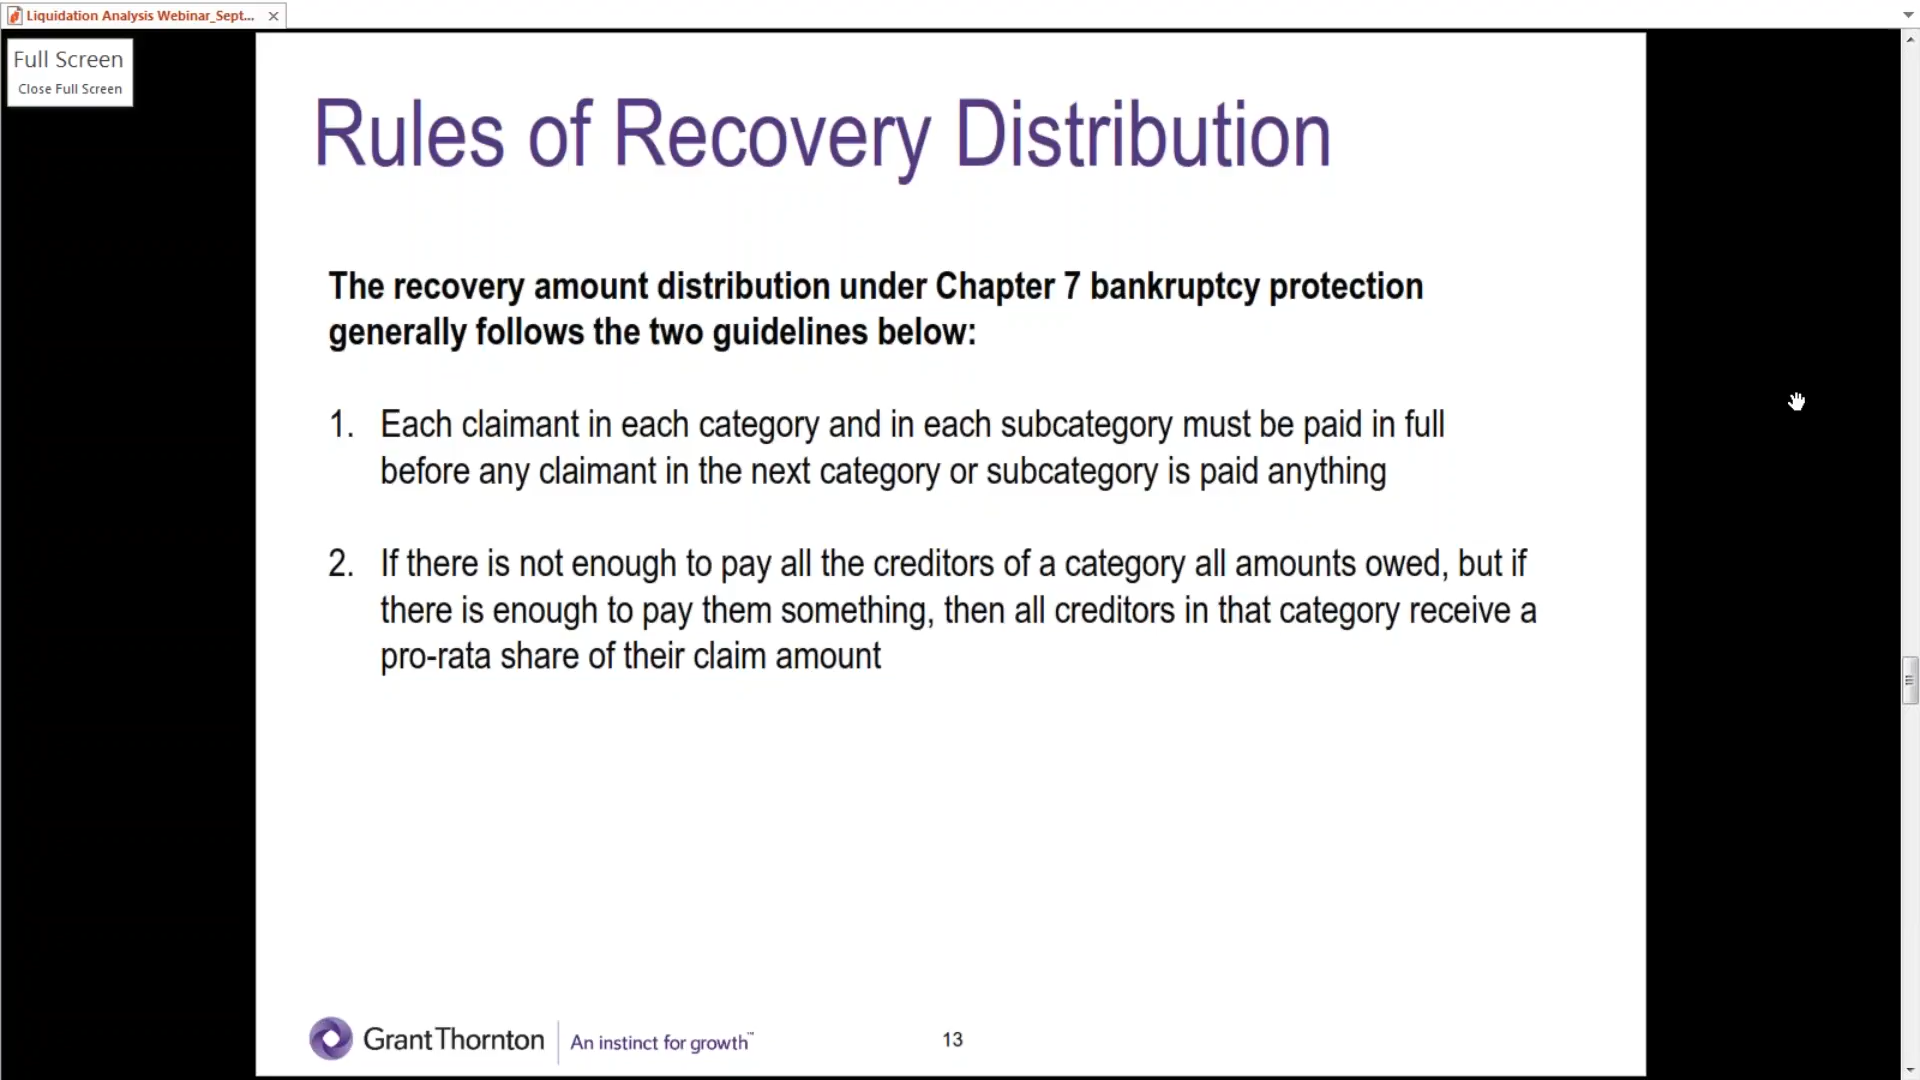 Liquidation Analysis Webinar_Sept...
Full Screen
Close Full Screen
Rules of Recovery Distribution
The recovery amount distribution under Chapter 7 bankruptcy protection
generally follows the two guidelines below:
1. Each claimant in each category and in each subcategory must be paid in full
before any claimant in the next category or subcategory is paid anything
2. If there is not enough to pay all the creditors of a category all amounts owed, but if
there is enough to pay them something, then all creditors in that category receive a
pro-rata share of their claim amount
GrantThornton
An instinct for growth™
13